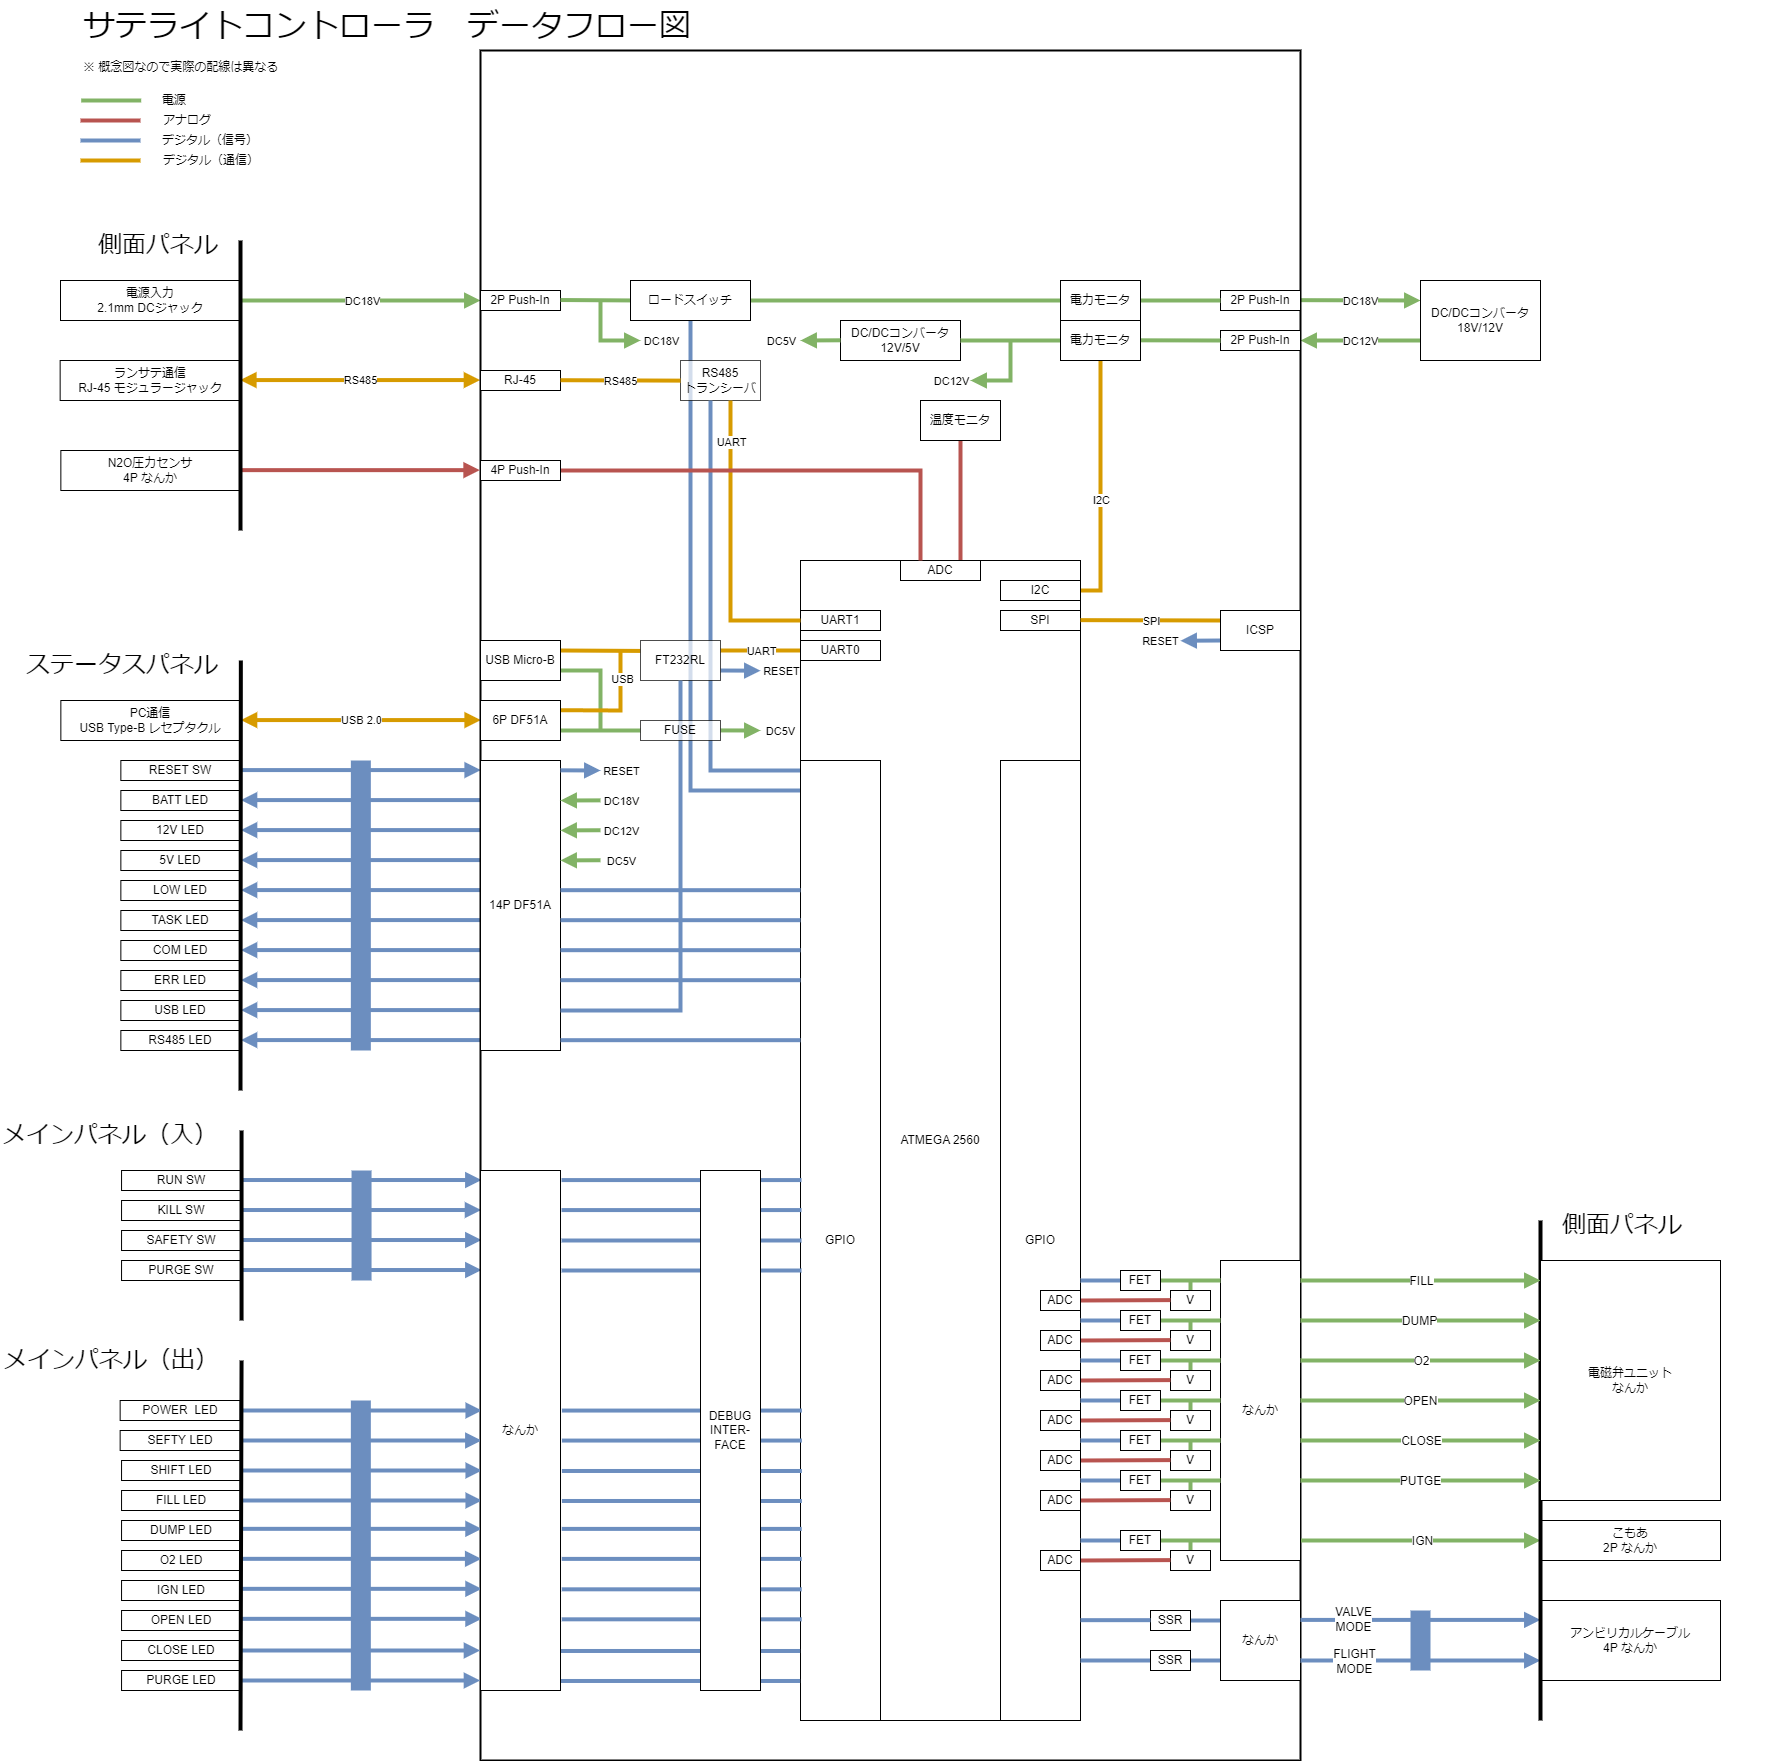 サテライトコントローラ　データフロー図
※ 概念図なので実際の配線は異なる
電源
アナログ
デジタル（信号）
デジタル（通信）
側面パネル
電源入力
2.1mm DCジャック
DC18V
2P Push-In
ロードスイッチ
電力モニタ
2P Push-In
DC18V
DC/DCコンバータ
18V/12V
DC18V
DC5V
DC/DCコンバータ
12V/5V
電力モニタ
2P Push-In
DC12V
ランサテ通信
RJ-45 モジュラージャック
RS485
RJ-45
RS485
RS485
トランシーバ
DC12V
温度モニタ
UART
N2O圧力センサ
4P なんか
4P Push-In
I2C
ADC
I2C
UART1
SPI
SPI
ICSP
RESET
USB Micro-B
FT232RL
UART
UART0
RESET
USB
ステータスパネル
PC通信
USB Type-B レセプタクル
USB 2.0
6P DF51A
FUSE
DC5V
RESET SW
RESET
BATT LED
DC18V
12V LED
DC12V
5V LED
DC5V
LOW LED
14P DF51A
TASK LED
COM LED
ERR LED
USB LED
RS485 LED
メインパネル（入）
ATMEGA 2560
RUN SW
KILL SW
SAFETY SW
PURGE SW
GPIO
GPIO
側面パネル
メインパネル（出）
POWER  LED
SEFTY LED
SHIFT LED
FILL LED
DUMP LED
O2 LED
IGN LED
OPEN LED
CLOSE LED
PURGE LED
なんか
DEBUG
INTER-
FACE
FET
ADC
V
FET
ADC
V
FET
ADC
V
FET
ADC
V
FET
ADC
V
FET
ADC
V
FET
ADC
V
なんか
FILL
DUMP
O2
OPEN
CLOSE
PUTGE
IGN
電磁弁ユニット
なんか
こもあ
2P なんか
SSR
SSR
なんか
VALVE
MODE
FLIGHT
MODE
アンビリカルケーブル
4P なんか